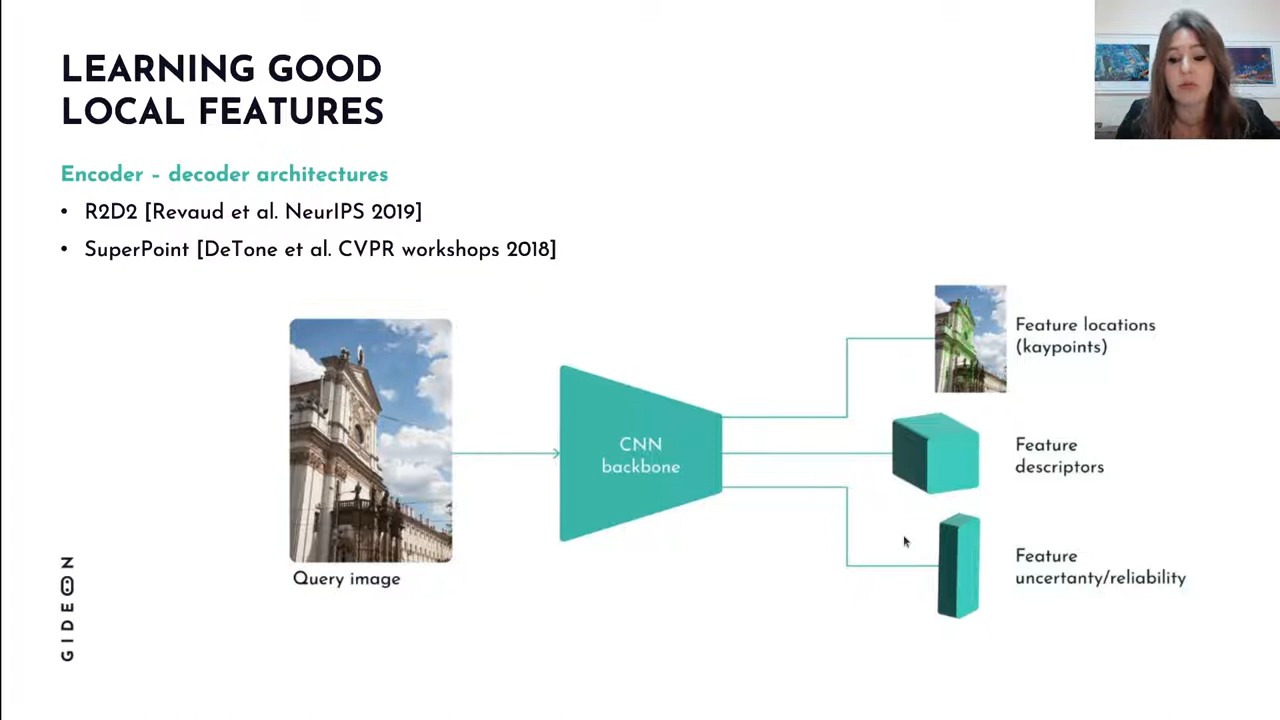 LEARNING GOOD
LOCAL FEATURES
Encoder – decoder architectures
• R2D2 [Revaud et al. NeurIPS 2019]
• SuperPoint [DeTone et al. CVPR workshops 2018]
Query image
CNN
backbone
Feature locations
(kaypoints)
Feature
descriptors
Feature
uncertanty/reliability
GIDEON